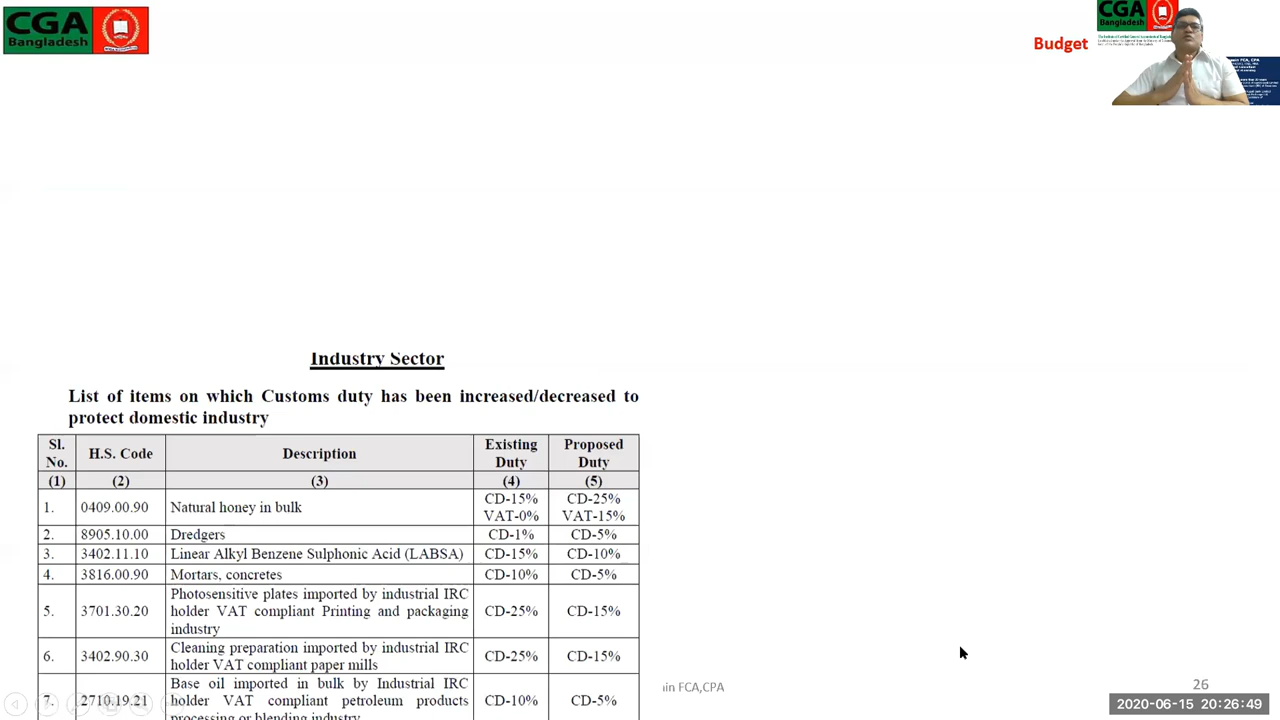 CGA
Bangladesh
Budget
CGA
Bangladesh
Industry Sector
List of items on which Customs duty has been increased/decreased to
protect domestic industry
Sl. No. H.S. Code Description Existing Duty Proposed Duty
(1) (2) (3) (4) (5)
1. 0409.00.90 Natural honey in bulk CD-15% VAT-0% CD-25% VAT-15%
2. 8905.10.00 Dredgers CD-1% CD-5%
3. 3402.11.10 Linear Alkyl Benzene Sulphonic Acid (LABSA) CD-15% CD-10%
4. 3816.00.90 Mortars, concretes CD-10% CD-5%
5. 3701.30.20 Photosensitive plates imported by industrial IRC
holder VAT compliant Printing and packaging
industry CD-25% CD-15%
6. 3402.90.30 Cleaning preparation imported by industrial IRC
holder VAT compliant paper mills CD-25% CD-15%
7. 2710.19.21 Base oil imported in bulk by Industrial IRC
holder VAT compliant petroleum products
processing or blending industry CD-10% CD-5%
in FCA,CPA
26
2020-06-15 20:26:49